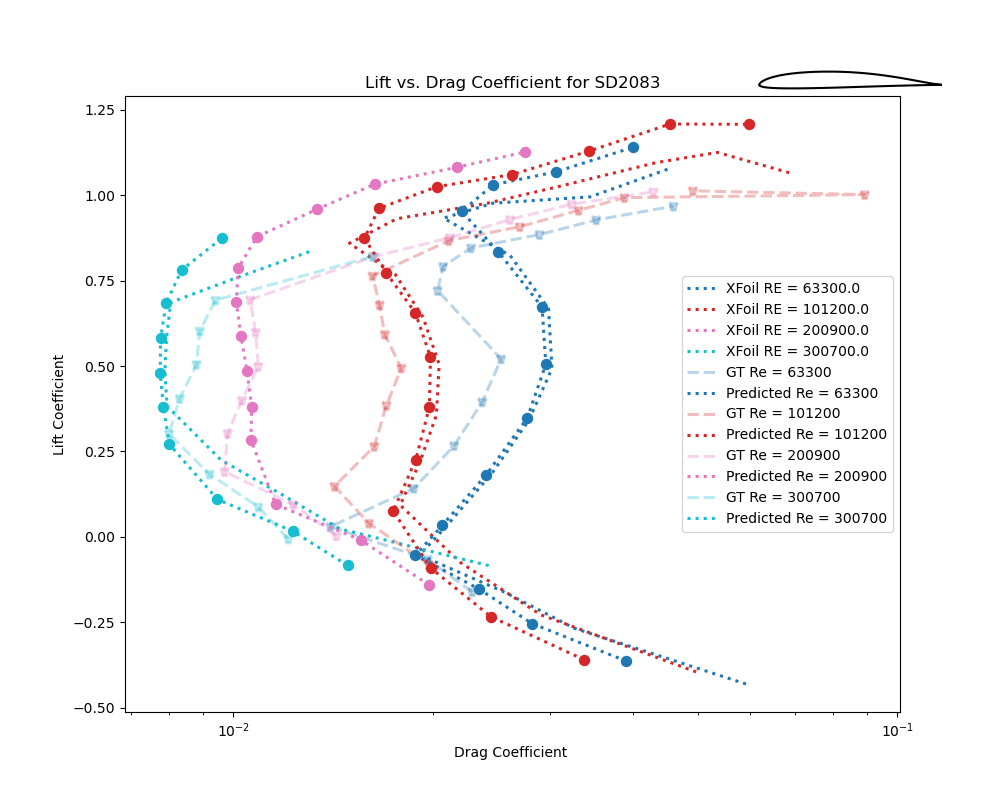 Lift vs. Drag Coefficient for SD2083
1.25
1.00
0.75
0.50
0.25
0.00
−0.25
−0.50
Lift Coefficient
10⁻²
10⁻¹
Drag Coefficient
XFoil RE = 63300.0
XFoil RE = 101200.0
XFoil RE = 200900.0
XFoil RE = 300700.0
GT Re = 63300
Predicted Re = 63300
GT Re = 101200
Predicted Re = 101200
GT Re = 200900
Predicted Re = 200900
GT Re = 300700
Predicted Re = 300700